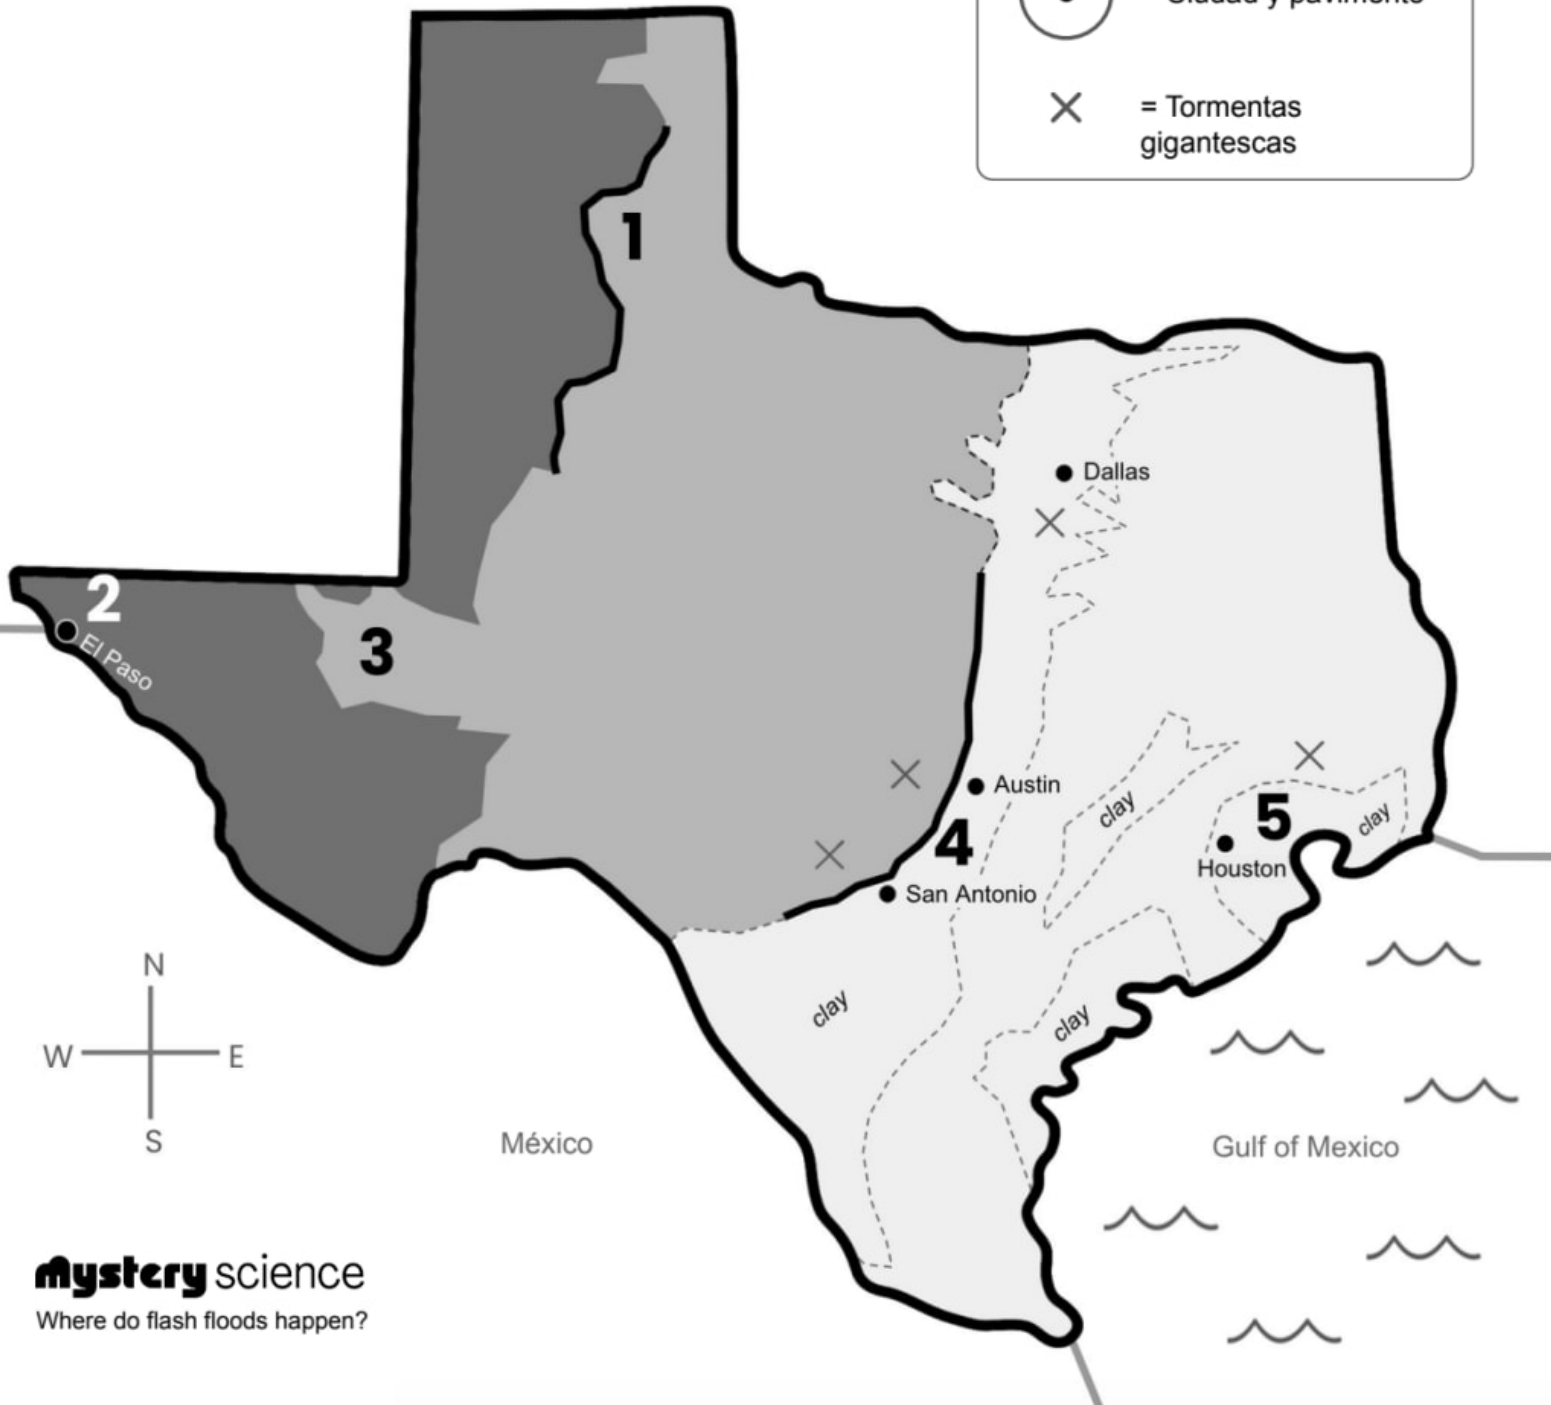 = Tormentas
gigantescas
1
Dallas
2
El Paso
3
Austin
clay
5
clay
4
Houston
San Antonio
N
clay
clay
W
E
S
México
Gulf of Mexico
mystery science
Where do flash floods happen?